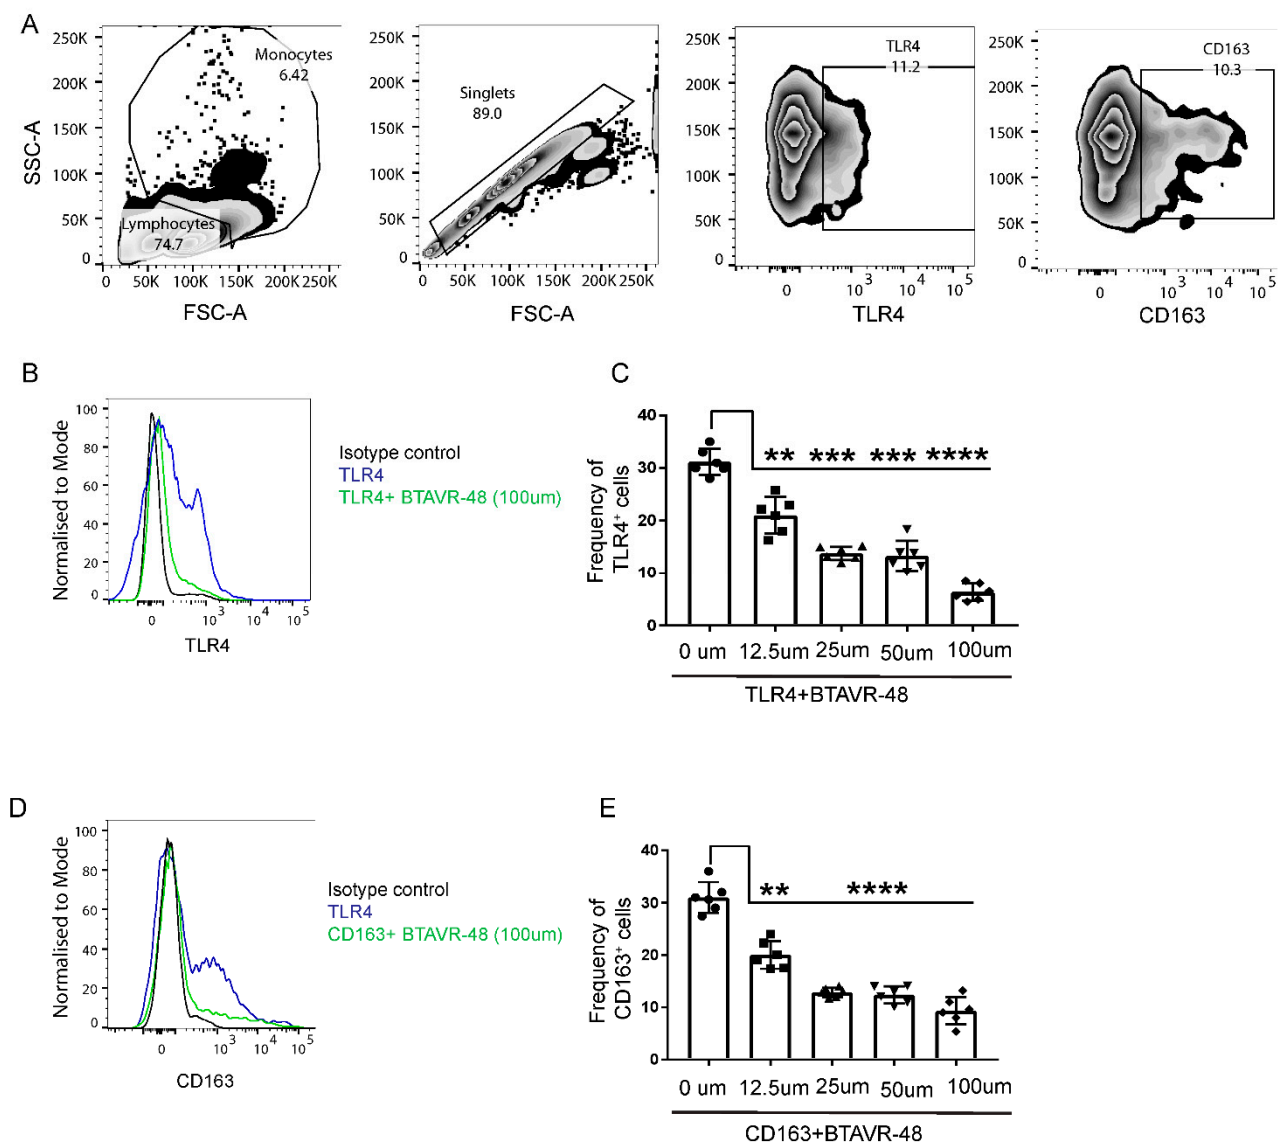 A
SSC-A
250K
200K
150K
100K
50K
0
Monocytes
6.42
Lymphocytes
74.7
0 50K 100K 150K 200K 250K
FSC-A
250K
200K
150K
100K
50K
0
Singlets
89.0
0 50K 100K 150K 200K 250K
FSC-A
250K
200K
150K
100K
50K
0
TLR4
11.2
0 10³ 10⁴ 10⁵
TLR4
250K
200K
150K
100K
50K
0
CD163
10.3
0 10³ 10⁴ 10⁵
CD163
B
Normalised to Mode
100
80
60
40
20
0
0 10³ 10⁴ 10⁵
TLR4
Isotype control
TLR4
TLR4+ BTAVR-48 (100um)
C
Frequency of
TLR4⁺ cells
40
30
20
10
0
** *** *** ****
0 um 12.5um 25um 50um 100um
TLR4+BTAVR-48
D
Normalised to Mode
100
80
60
40
20
0
0 10³ 10⁴ 10⁵
CD163
Isotype control
TLR4
CD163+ BTAVR-48 (100um)
E
Frequency of
CD163⁺ cells
40
30
20
10
0
** ****
0 um 12.5um 25um 50um 100um
CD163+BTAVR-48